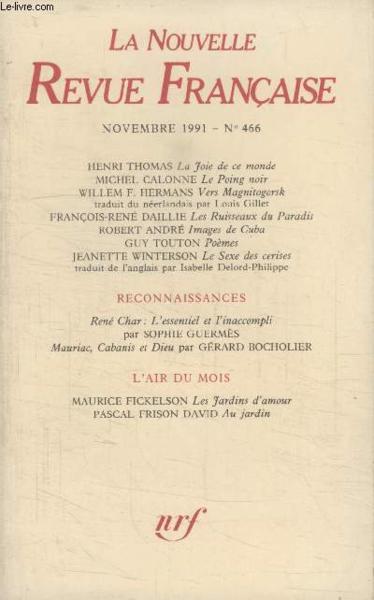 Le-livre.com
LA NOUVELLE
REVUE FRANÇAISE
NOVEMBRE 1991 – N° 466
HENRI THOMAS La Joie de ce monde
MICHEL CALONNE Le Poing noir
WILLEM F. HERMANS Vers Magnitogorsk
traduit du néerlandais par Louis Gillet
FRANÇOIS-RENÉ DAILLIE Les Ruisseaux du Paradis
ROBERT ANDRÉ Images de Cuba
GUY TOUTON Poèmes
JEANETTE WINTERSON Le Sexe des cerises
traduit de l'anglais par Isabelle Delord-Philippe
RECONNAISSANCES
René Char : L'essentiel et l'inaccompli
par SOPHIE GUERMÈS
Mauriac, Cabanis et Dieu par GÉRARD BOCHOLIER
L'AIR DU MOIS
MAURICE FICKELSON Les Jardins d'amour
PASCAL FRISON DAVID Au jardin
nrf